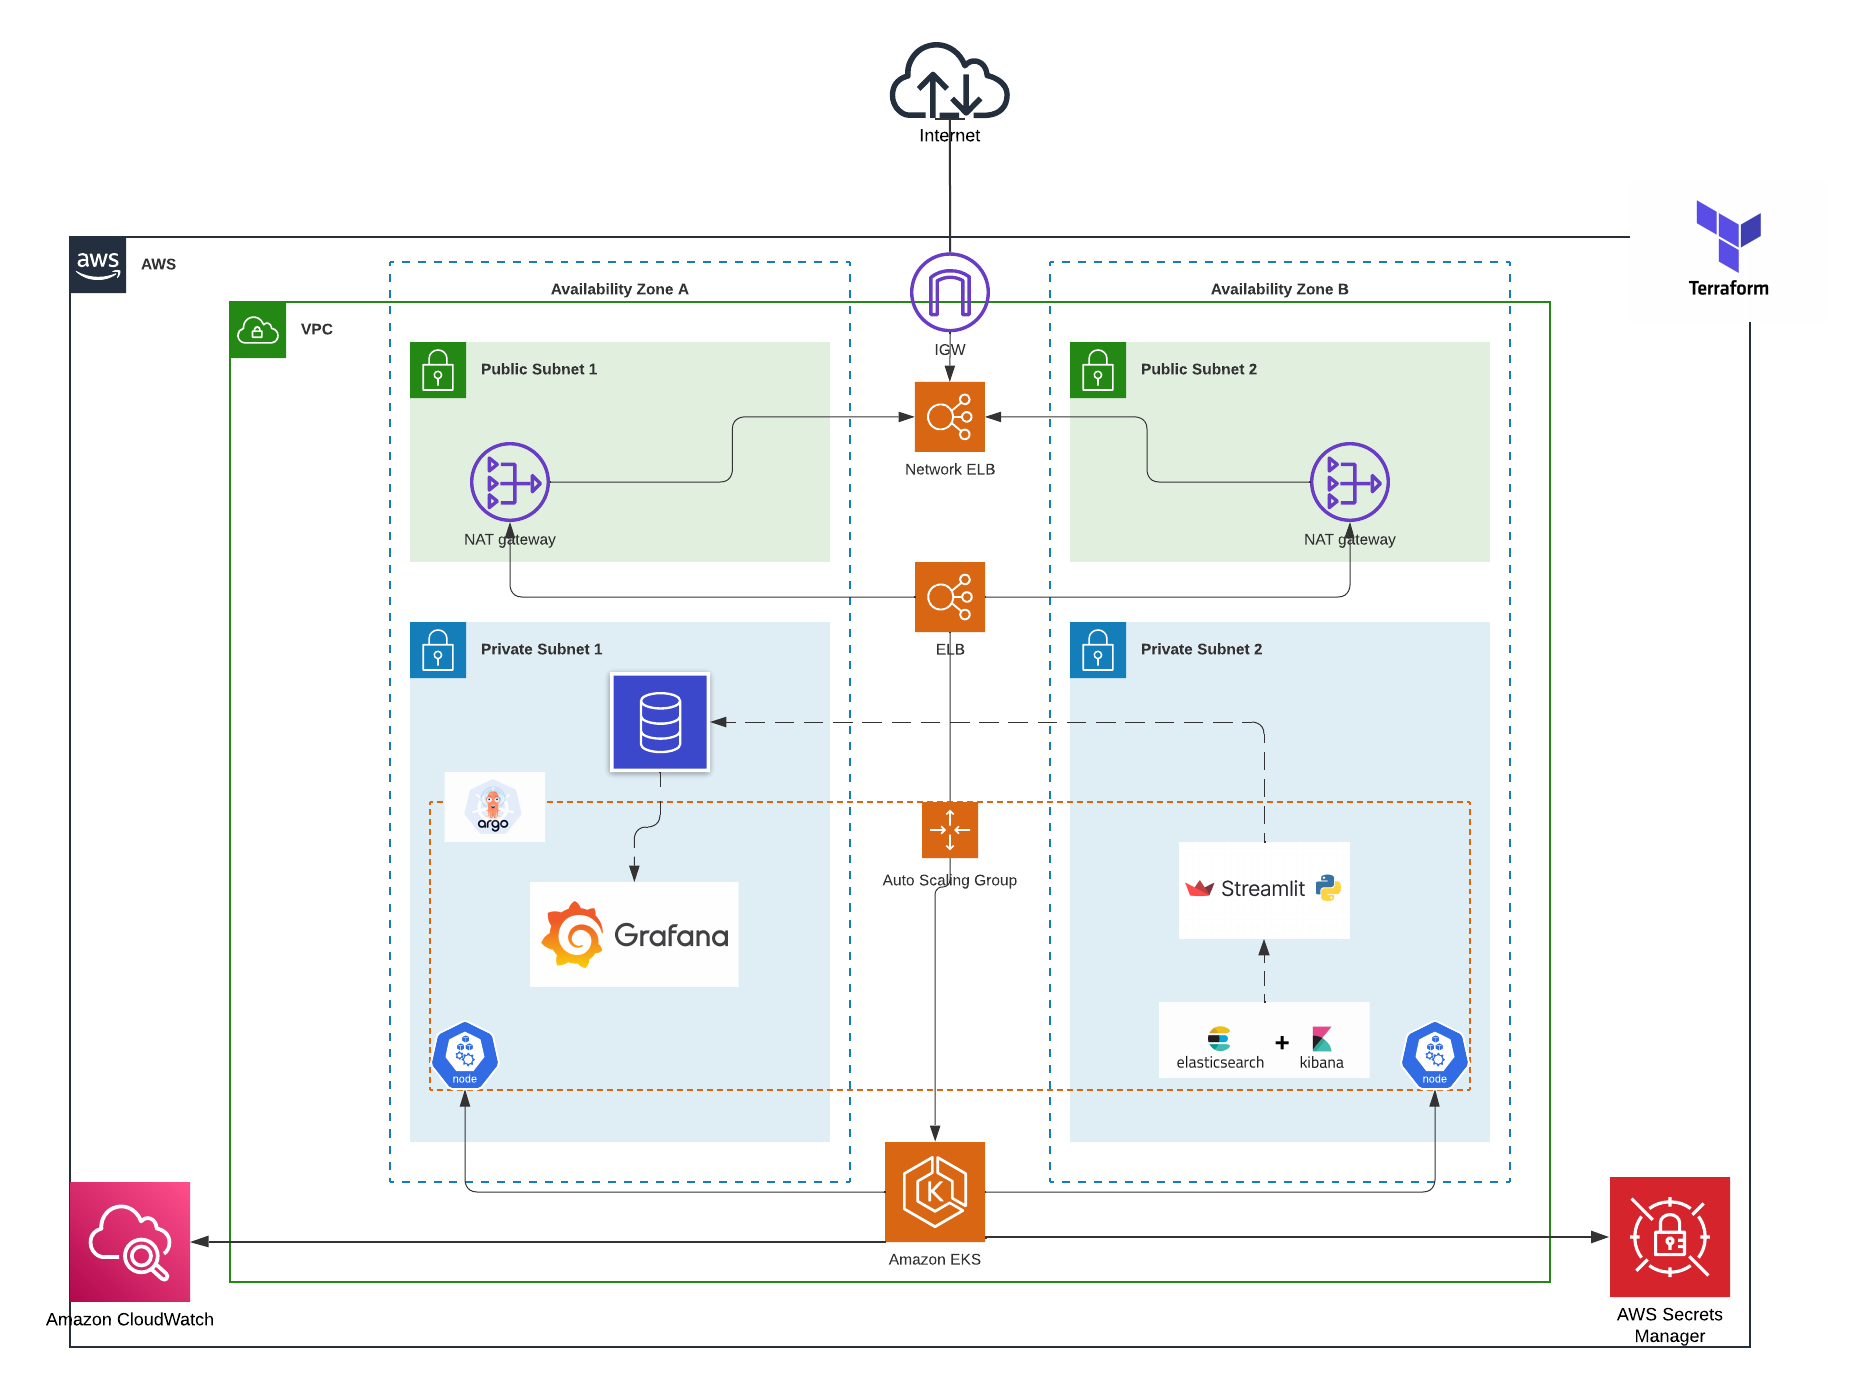 Internet
Terraform
aws
AWS
Availability Zone A
Availability Zone B
VPC
IGW
Public Subnet 1
Public Subnet 2
Network ELB
NAT gateway
NAT gateway
ELB
Private Subnet 1
Private Subnet 2
argo
Auto Scaling Group
Streamlit
Grafana
elasticsearch + kibana
node
node
K
Amazon EKS
Amazon CloudWatch
AWS Secrets
Manager